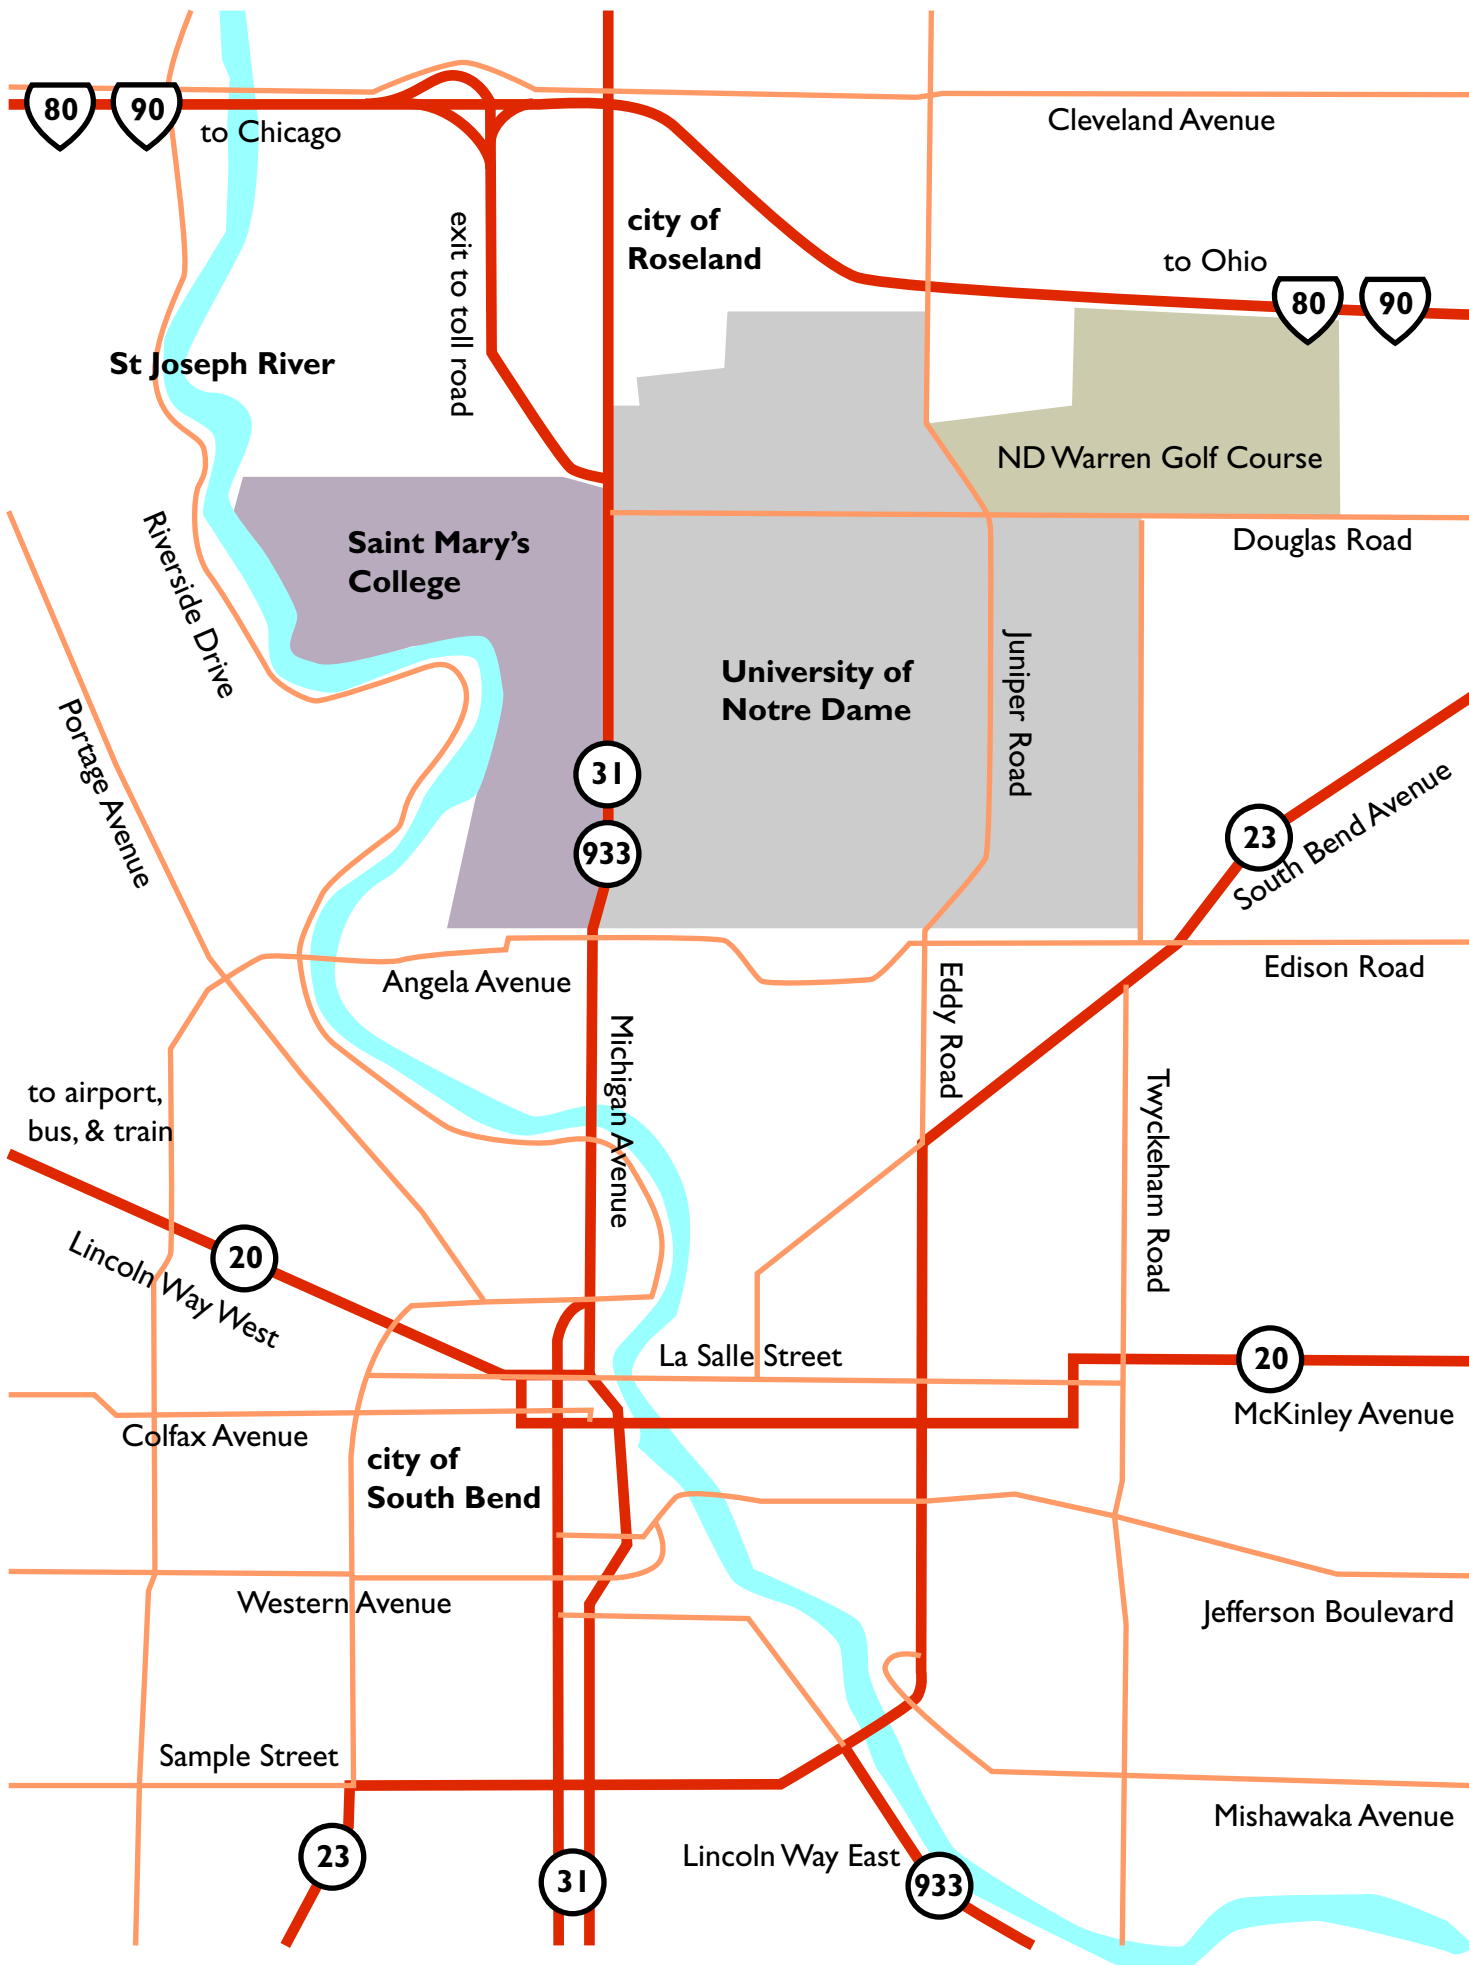 80
90
to Chicago
Cleveland Avenue
exit to toll road
city of
Roseland
to Ohio
80
90
St Joseph River
ND Warren Golf Course
Douglas Road
Saint Mary's
College
Riverside Drive
University of
Notre Dame
Juniper Road
Portage Avenue
31
933
23
South Bend Avenue
Angela Avenue
Edison Road
Eddy Road
Michigan Avenue
to airport,
bus, & train
Twyckeham Road
20
Lincoln Way West
La Salle Street
20
McKinley Avenue
Colfax Avenue
city of
South Bend
Western Avenue
Jefferson Boulevard
Sample Street
Mishawaka Avenue
23
31
Lincoln Way East
933